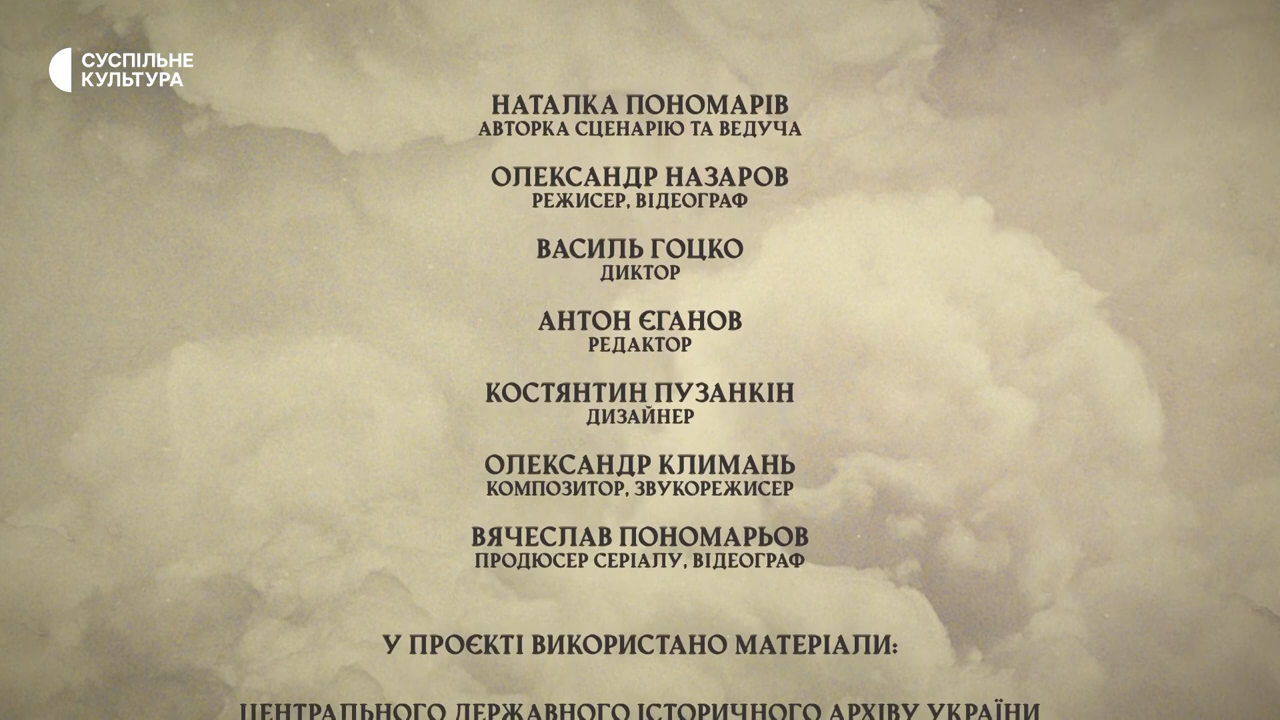 СУСПІЛЬНЕ
КУЛЬТУРА
НАТАЛКА ПОНОМАРІВ
АВТОРКА СЦЕНАРІЮ ТА ВЕДУЧА
ОЛЕКСАНДР НАЗАРОВ
РЕЖИСЕР, ВІДЕОГРАФ
ВАСИЛЬ ГОЦКО
ДИКТОР
АНТОН ЄГАНОВ
РЕДАКТОР
КОСТЯНТИН ПУЗАНКІН
ДИЗАЙНЕР
ОЛЕКСАНДР КЛИМАНЬ
КОМПОЗИТОР, ЗВУКОРЕЖИСЕР
ВЯЧЕСЛАВ ПОНОМАРЬОВ
ПРОДЮСЕР СЕРІАЛУ, ВІДЕОГРАФ
У ПРОЄКТІ ВИКОРИСТАНО МАТЕРІАЛИ:
ЦЕНТРАЛЬНОГО ДЕРЖАВНОГО ІСТОРИЧНОГО АРХІВУ УКРАЇНИ